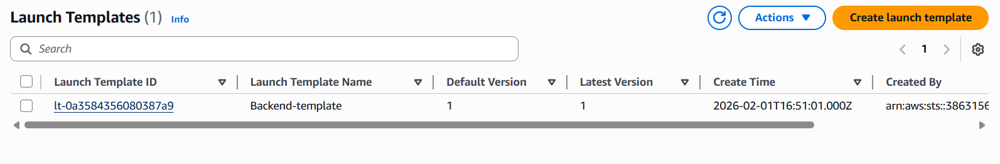 Launch Templates (1) Info Actions Create launch template
Search 1
Launch Template ID Launch Template Name Default Version Latest Version Create Time Created By
lt-0a3584356080387a9 Backend-template 1 1 2026-02-01T16:51:01.000Z arn:aws:sts::3863156